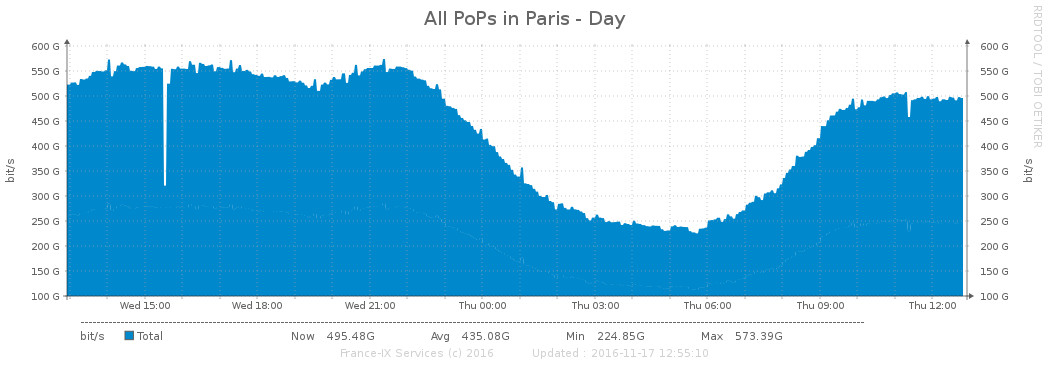 All PoPs in Paris - Day
RRDTOOL / TOBI OETIKER
600 G 600 G
550 G 550 G
500 G 500 G
450 G 450 G
400 G 400 G
350 G 350 G
300 G 300 G
250 G 250 G
200 G 200 G
150 G 150 G
100 G 100 G
bit/s bit/s
Wed 15:00 Wed 18:00 Wed 21:00 Thu 00:00 Thu 03:00 Thu 06:00 Thu 09:00 Thu 12:00
bit/s Total Now 495.48G Avg 435.08G Min 224.85G Max 573.39G
France-IX Services (c) 2016 Updated : 2016-11-17 12:55:10